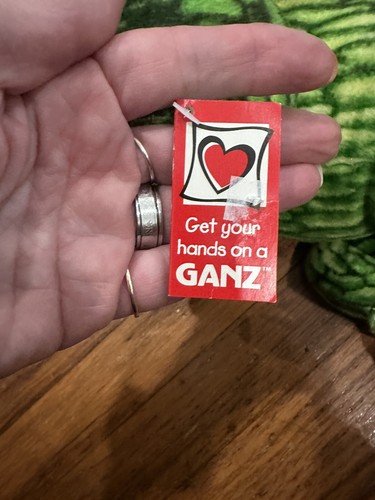 Get your
hands on a
GANZ™